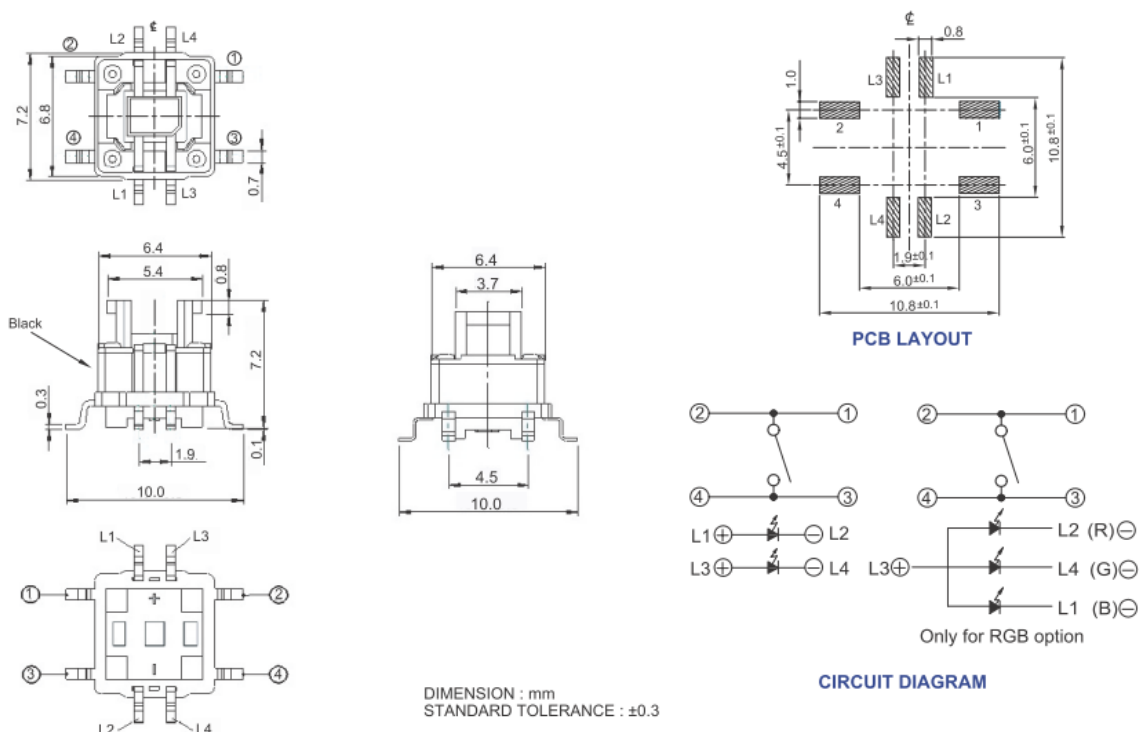 L2 ℄ L4
② ①
7.2
6.8
④ ③
0.7
L1 L3
6.4
5.4
0.8
Black
7.2
0.3
0.1
1.9
10.0
6.4
3.7
4.5
10.0
L1 L3
① ②
+
③ ④
−
L2 L4
DIMENSION : mm
STANDARD TOLERANCE : ±0.3
℄
0.8
L3 L1
1.0
2 1
4.5±0.1
6.0±0.1
10.8±0.1
4 3
L4 L2
1.9±0.1
6.0±0.1
10.8±0.1
PCB LAYOUT
② ①
④ ③
L1 ⊕ ⊖ L2
L3 ⊕ ⊖ L4
② ①
④ ③
L2 (R) ⊖
L3 ⊕ L4 (G) ⊖
L1 (B) ⊖
Only for RGB option
CIRCUIT DIAGRAM